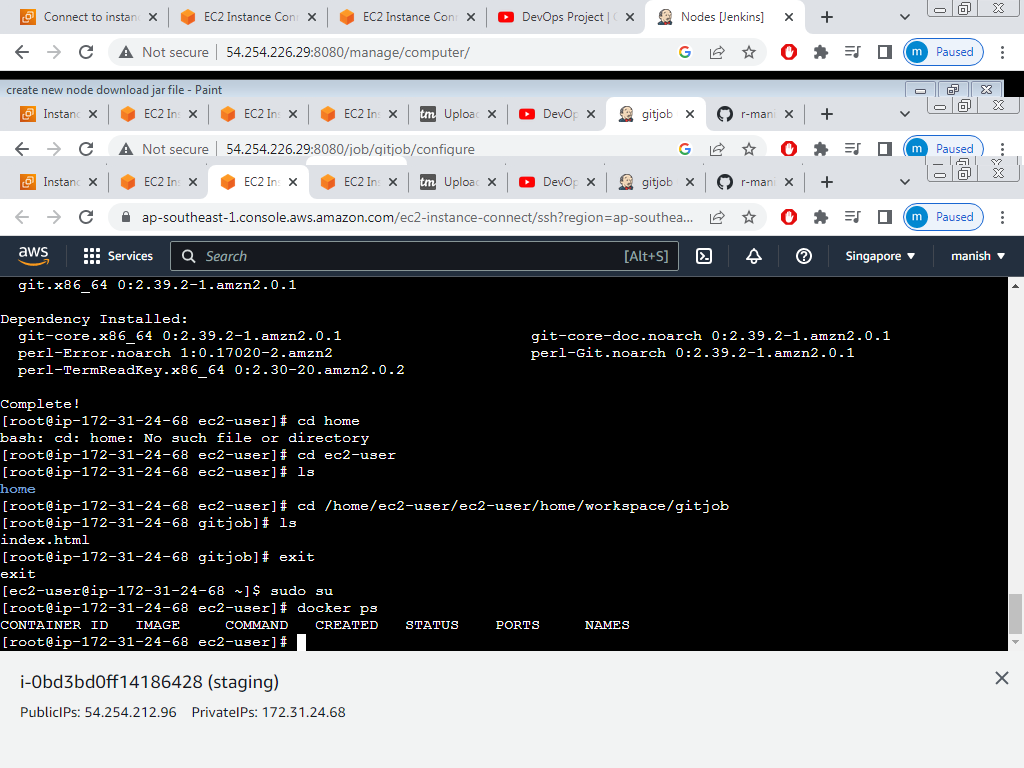 Connect to instan
EC2 Instance Conn
EC2 Instance Conn
DevOps Project | C
Nodes [Jenkins]
Not secure | 54.254.226.29:8080/manage/computer/
m Paused
create new node download jar file - Paint
Instanc
EC2 Ins
EC2 Ins
EC2 Ins
tm Upload
DevOp
gitjob
r-mani
Not secure | 54.254.226.29:8080/job/gitjob/configure
m Paused
Instanc
EC2 Ins
EC2 Ins
EC2 Ins
tm Upload
DevOp
gitjob
r-mani
ap-southeast-1.console.aws.amazon.com/ec2-instance-connect/ssh?region=ap-southea...
m Paused
aws Services Search [Alt+S] Singapore manish
git.x86_64 0:2.39.2-1.amzn2.0.1
Dependency Installed:
git-core.x86_64 0:2.39.2-1.amzn2.0.1 git-core-doc.noarch 0:2.39.2-1.amzn2.0.1
perl-Error.noarch 1:0.17020-2.amzn2 perl-Git.noarch 0:2.39.2-1.amzn2.0.1
perl-TermReadKey.x86_64 0:2.30-20.amzn2.0.2
Complete!
[root@ip-172-31-24-68 ec2-user]# cd home
bash: cd: home: No such file or directory
[root@ip-172-31-24-68 ec2-user]# cd ec2-user
[root@ip-172-31-24-68 ec2-user]# ls
home
[root@ip-172-31-24-68 ec2-user]# cd /home/ec2-user/ec2-user/home/workspace/gitjob
[root@ip-172-31-24-68 gitjob]# ls
index.html
[root@ip-172-31-24-68 gitjob]# exit
exit
[ec2-user@ip-172-31-24-68 ~]$ sudo su
[root@ip-172-31-24-68 ec2-user]# docker ps
CONTAINER ID IMAGE COMMAND CREATED STATUS PORTS NAMES
[root@ip-172-31-24-68 ec2-user]#
i-0bd3bd0ff14186428 (staging)
PublicIPs: 54.254.212.96 PrivateIPs: 172.31.24.68